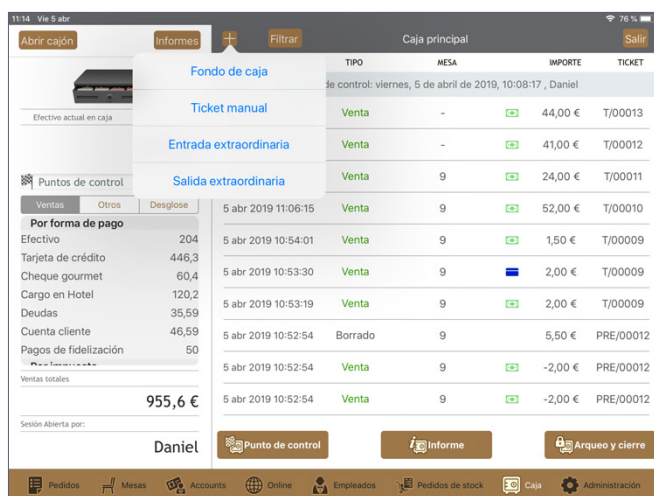 11:14 Vie 5 abr
76 %
Abrir cajón
Informes
Filtrar
Caja principal
Salir
Fondo de caja
Ticket manual
Entrada extraordinaria
Salida extraordinaria
TIPO MESA IMPORTE TICKET
de control: viernes, 5 de abril de 2019, 10:08:17 , Daniel
Venta - 44,00 € T/00013
Venta - 41,00 € T/00012
Venta 9 24,00 € T/00011
5 abr 2019 11:06:15 Venta 9 52,00 € T/00010
5 abr 2019 10:54:01 Venta 9 1,50 € T/00009
5 abr 2019 10:53:30 Venta 9 2,00 € T/00009
5 abr 2019 10:53:19 Venta 9 2,00 € T/00009
5 abr 2019 10:52:54 Borrado 9 5,50 € PRE/00012
5 abr 2019 10:52:54 Venta 9 -2,00 € PRE/00012
5 abr 2019 10:52:54 Venta 9 -2,00 € PRE/00012
Efectivo actual en caja
Puntos de control
Ventas Otros Desglose
Por forma de pago
Efectivo 204
Tarjeta de crédito 446,3
Cheque gourmet 60,4
Cargo en Hotel 120,2
Deudas 35,59
Cuenta cliente 46,59
Pagos de fidelización 50
Ventas totales
955,6 €
Sesión Abierta por:
Daniel
Punto de control
Informe
Arqueo y cierre
Pedidos Mesas Accounts Online Empleados Pedidos de stock Caja Administración